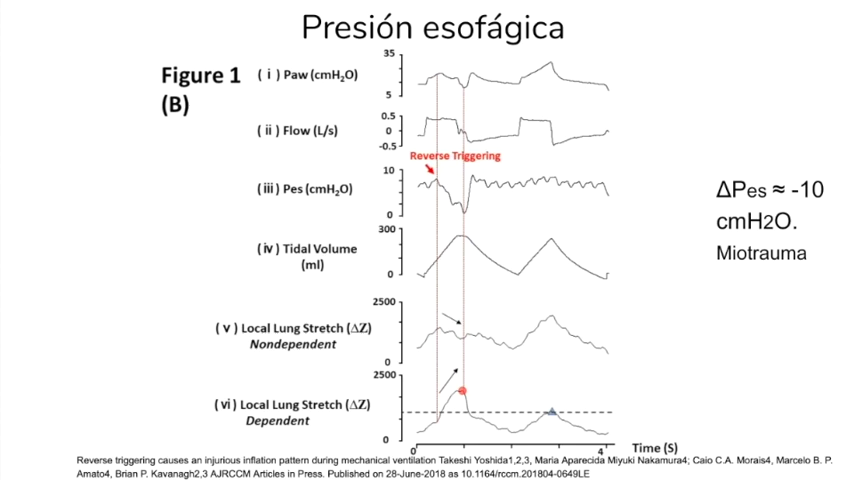 Presión esofágica
Figure 1
(B)
( i ) Paw (cmH₂O)
35
5
( ii ) Flow (L/s)
0.5
0
-0.5
Reverse Triggering
(iii) Pes (cmH₂O)
10
0
(iv) Tidal Volume
(ml)
300
0
2500
( v ) Local Lung Stretch (ΔZ)
Nondependent
0
2500
(vi) Local Lung Stretch (ΔZ)
Dependent
0
0
4
Time (S)
ΔPes ≈ -10
cmH2O.
Miotrauma
Reverse triggering causes an injurious inflation pattern during mechanical ventilation Takeshi Yoshida1,2,3, Maria Aparecida Miyuki Nakamura4; Caio C.A. Morais4, Marcelo B. P.
Amato4, Brian P. Kavanagh2,3 AJRCCM Articles in Press. Published on 28-June-2018 as 10.1164/rccm.201804-0649LE